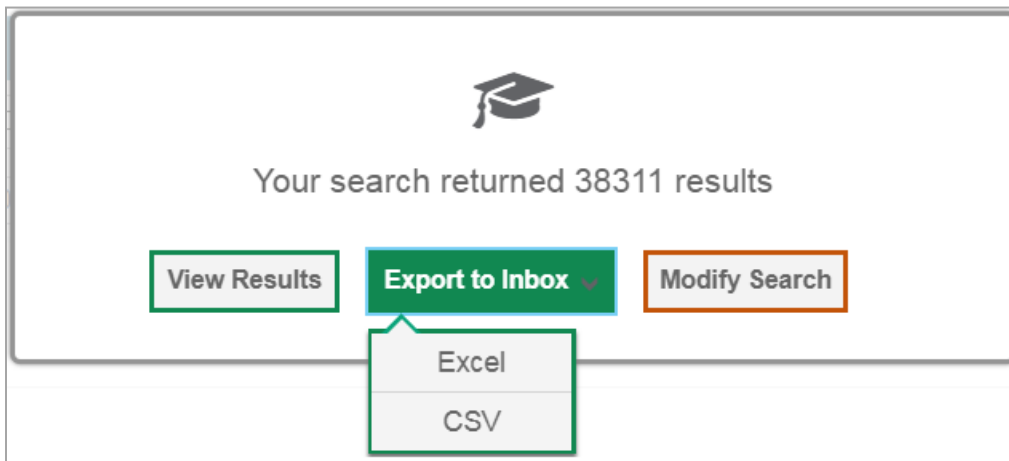 Your search returned 38311 results
View Results Export to Inbox Modify Search
Excel
CSV